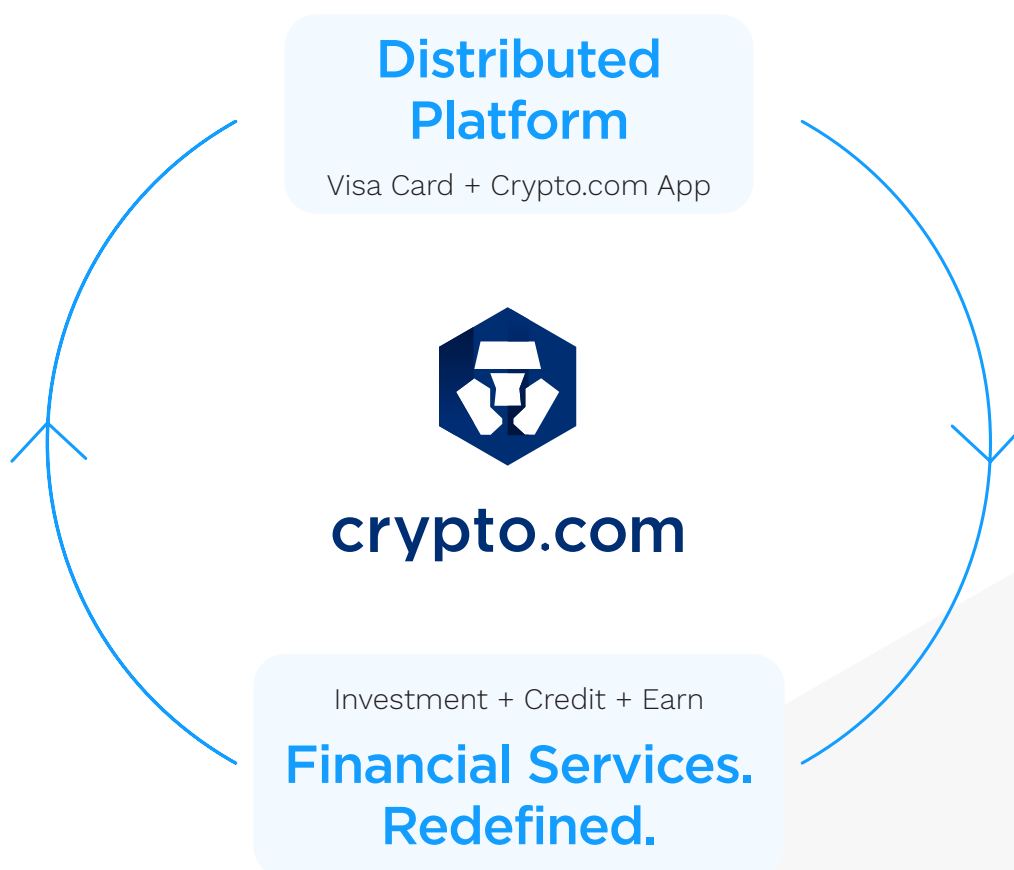 Distributed
Platform
Visa Card + Crypto.com App
crypto.com
Investment + Credit + Earn
Financial Services.
Redefined.